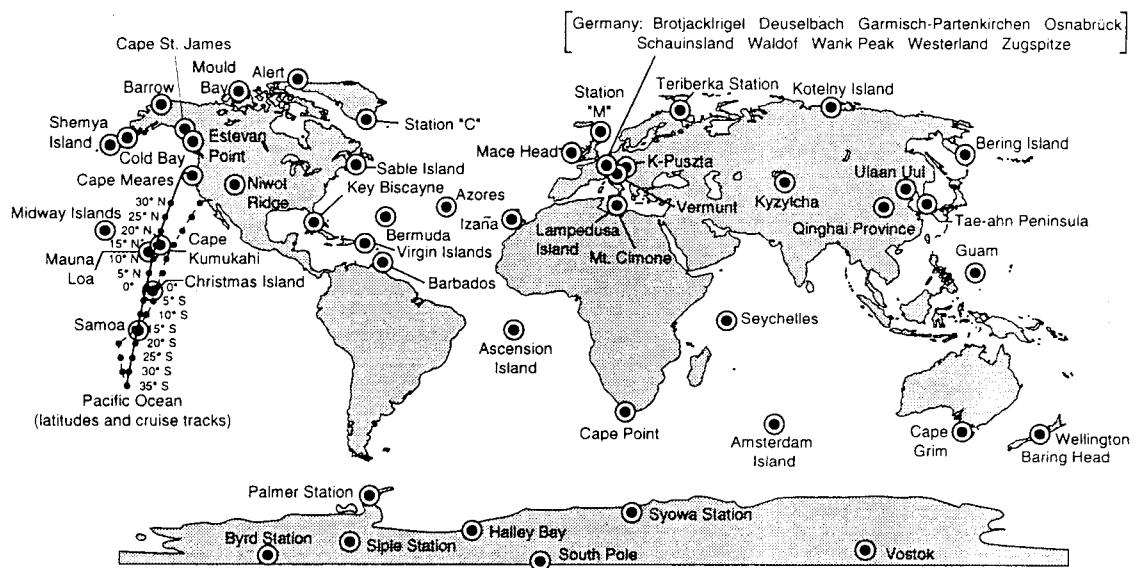 Germany: Brotjacklrigel Deuselbach Garmisch-Partenkirchen Osnabrück
Schauinsland Waldof Wank Peak Westerland Zugspitze
Cape St. James
Mould
Bay
Alert
Barrow
Teriberka Station
Kotelny Island
Station
"M"
Shemya
Island
Station "C"
Estevan
Point
Cold Bay
Mace Head
K-Puszta
Bering Island
Sable Island
Ulaan Uul
Cape Meares
Niwot
Ridge
Key Biscayne
Azores
Kyzylcha
Vermunt
Midway Islands
30° N
25° N
20° N
15° N
10° N
5° N
0°
Izaña
Bermuda
Lampedusa
Island
Tae-ahn Peninsula
Qinghai Province
Cape
Kumukahi
Virgin Islands
Mt. Cimone
Guam
Mauna
Loa
Christmas Island
Barbados
0°
5° S
10° S
15° S
20° S
25° S
30° S
35° S
Samoa
Seychelles
Ascension
Island
Pacific Ocean
(latitudes and cruise tracks)
Cape Point
Amsterdam
Island
Cape
Grim
Wellington
Baring Head
Palmer Station
Syowa Station
Halley Bay
Byrd Station
Siple Station
South Pole
Vostok